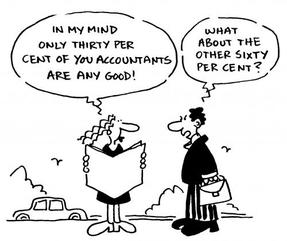 IN MY MIND
ONLY THIRTY PER
CENT OF YOU ACCOUNTANTS
ARE ANY GOOD!
WHAT
ABOUT THE
OTHER SIXTY
PER CENT?